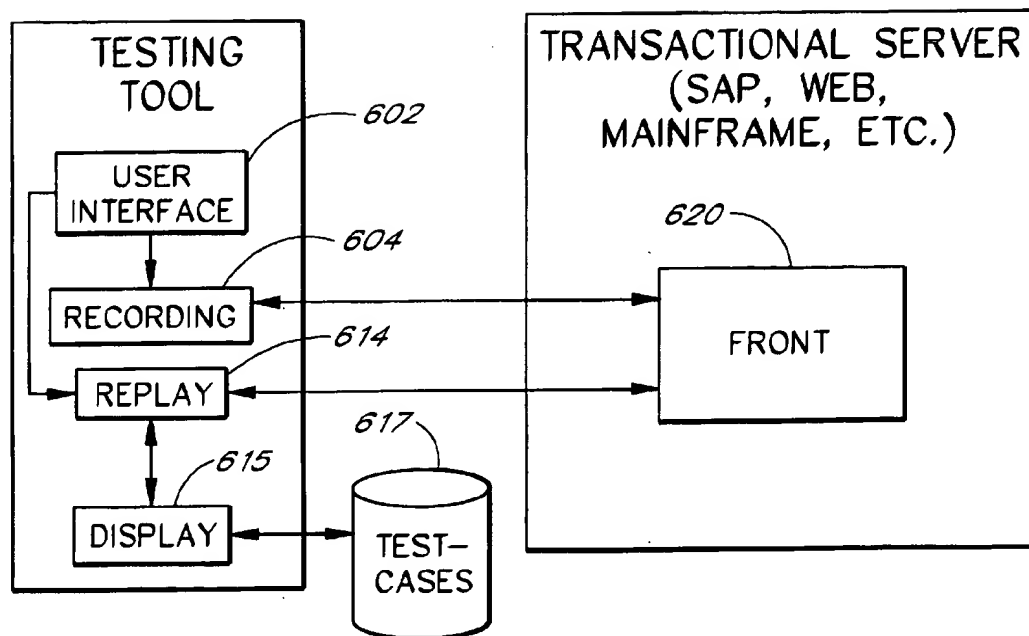 TESTING
TOOL
602
USER
INTERFACE
604
RECORDING
614
REPLAY
615
DISPLAY
617
TEST-
CASES
TRANSACTIONAL SERVER
(SAP, WEB,
MAINFRAME, ETC.)
620
FRONT